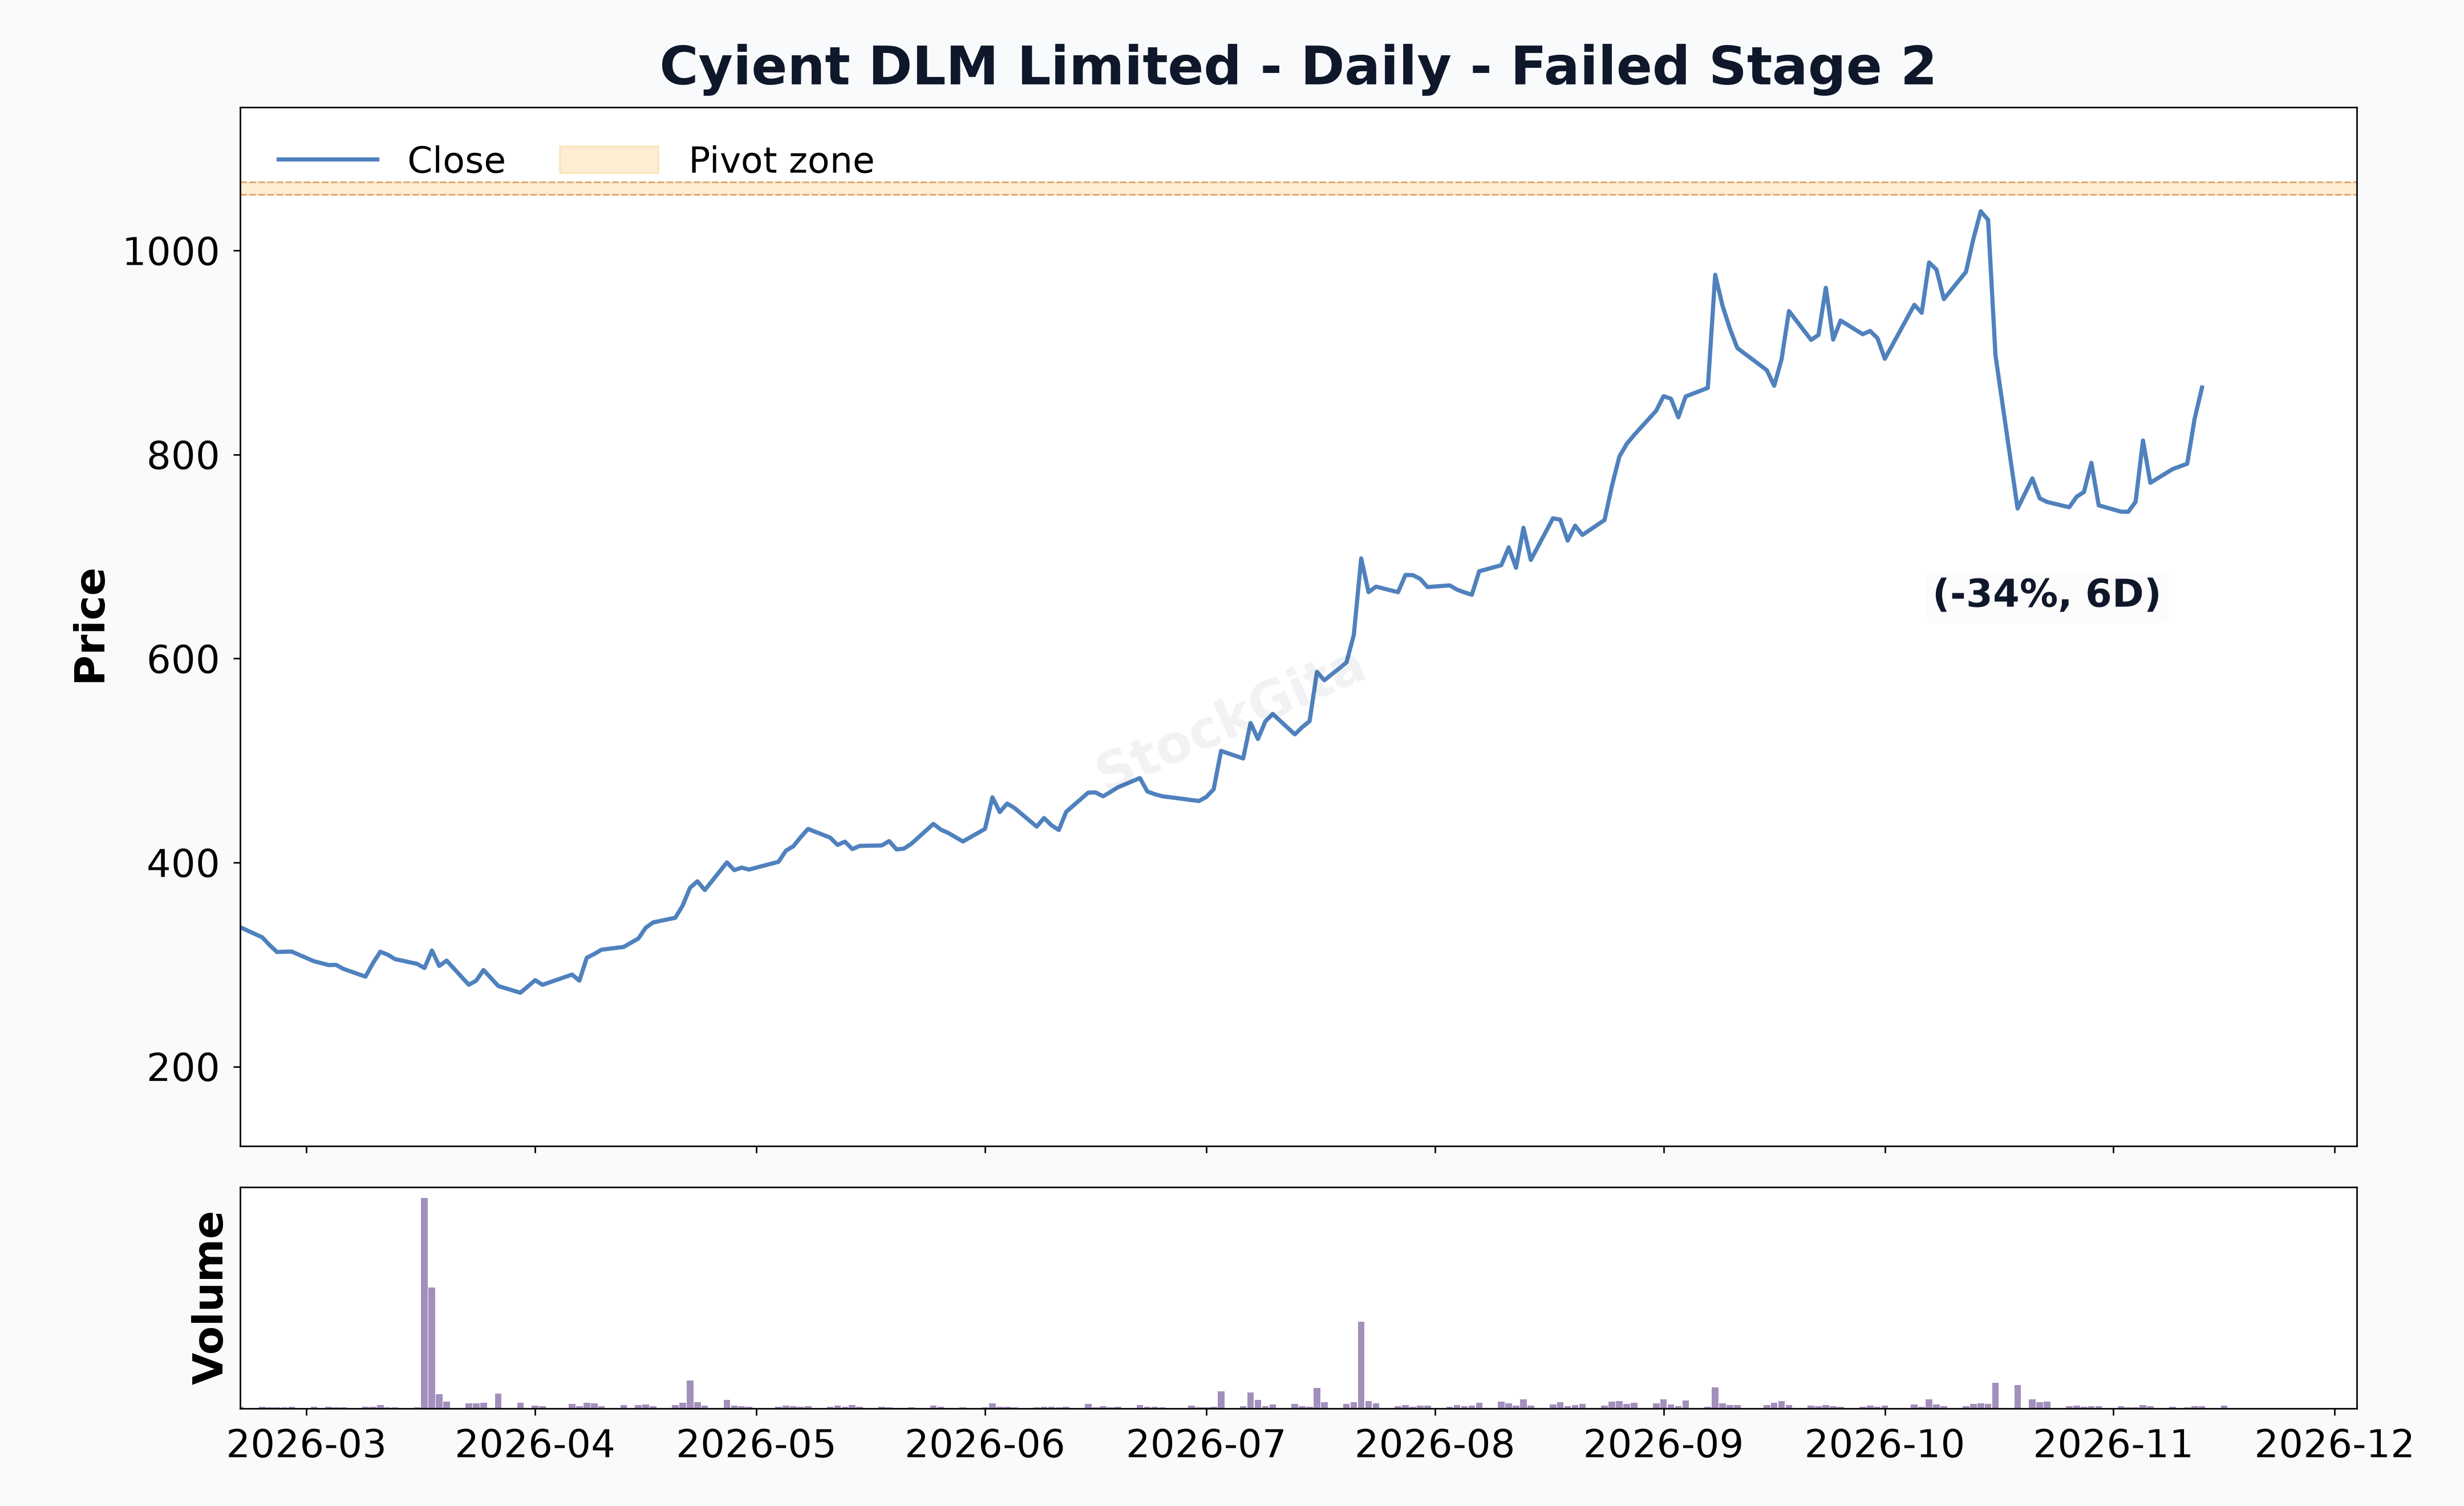 Cyient DLM Limited - Daily - Failed Stage 2
Close
Pivot zone
1000
800
600
400
200
Price
(-34%, 6D)
StockGita
Volume
2026-03
2026-04
2026-05
2026-06
2026-07
2026-08
2026-09
2026-10
2026-11
2026-12